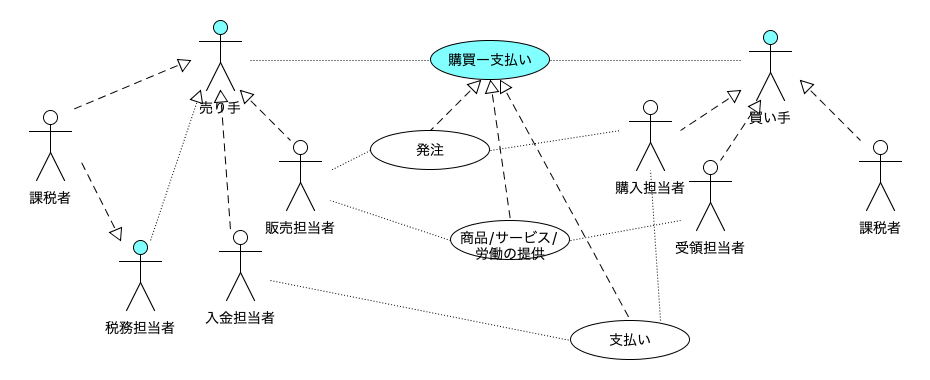 購買ー支払い
売り手
買い手
発注
課税者
購入担当者
販売担当者
課税者
商品/サービス/
労働の提供
受領担当者
入金担当者
税務担当者
支払い